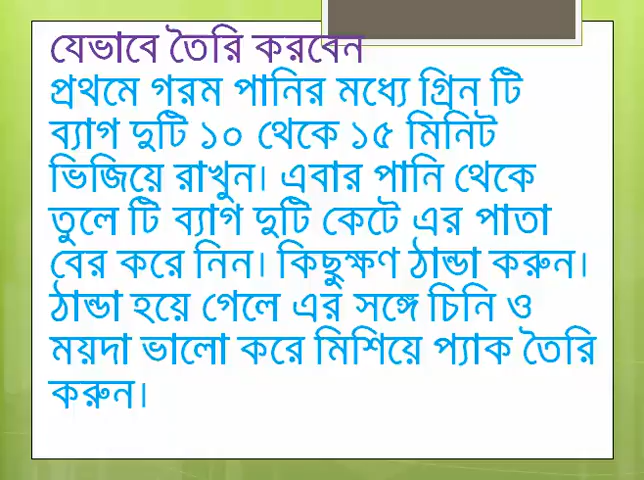 যেভাবে তৈরি করবেন
প্রথমে গরম পানির মধ্যে গ্রিন টি
ব্যাগ দুটি ১০ থেকে ১৫ মিনিট
ভিজিয়ে রাখুন। এবার পানি থেকে
তুলে টি ব্যাগ দুটি কেটে এর পাতা
বের করে নিন। কিছুক্ষণ ঠান্ডা করুন।
ঠান্ডা হয়ে গেলে এর সঙ্গে চিনি ও
ময়দা ভালো করে মিশিয়ে প্যাক তৈরি
করুন।